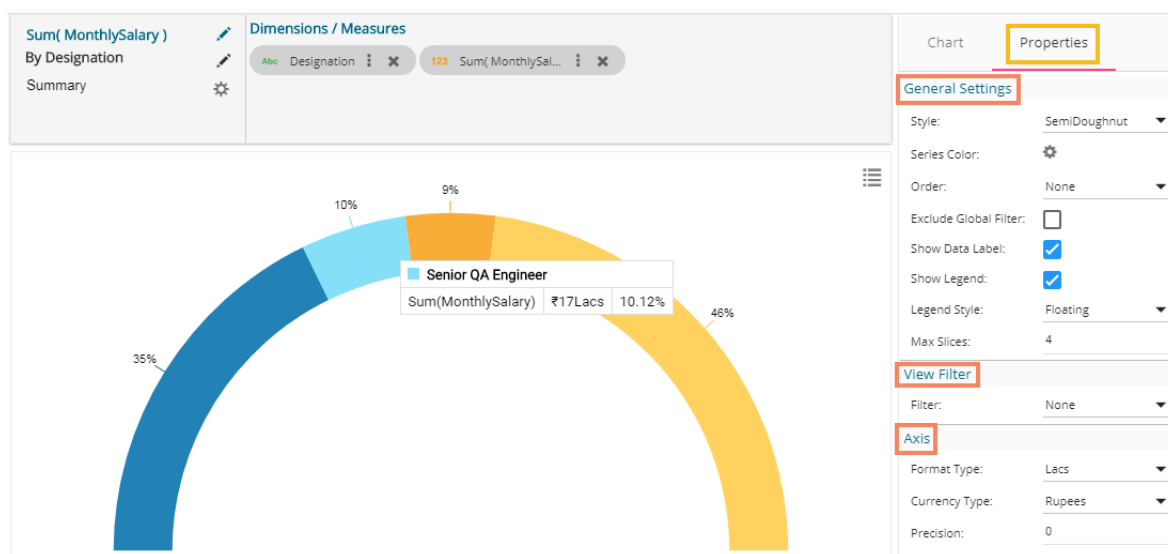 Sum( MonthlySalary )
By Designation
Summary
Dimensions / Measures
Abc Designation
123 Sum( MonthlySal...
Chart
Properties
General Settings
Style: SemiDoughnut
Series Color:
Order: None
Exclude Global Filter:
Show Data Label:
Show Legend:
Legend Style: Floating
Max Slices: 4
View Filter
Filter: None
Axis
Format Type: Lacs
Currency Type: Rupees
Precision: 0
9%
10%
Senior QA Engineer
Sum(MonthlySalary) ₹17Lacs 10.12%
46%
35%